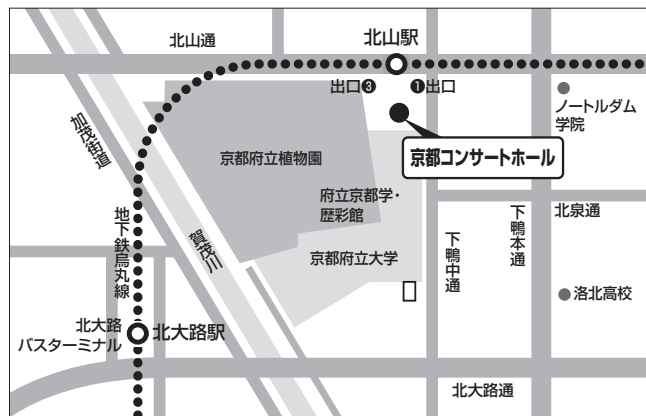 北山通
北山駅
出口❸
❶出口
ノートルダム
学院
加茂街道
京都府立植物園
京都コンサートホール
府立京都学・
歴彩館
北泉通
地下鉄烏丸線
賀茂川
京都府立大学
下鴨中通
下鴨本通
洛北高校
北大路
バスターミナル
北大路駅
北大路通